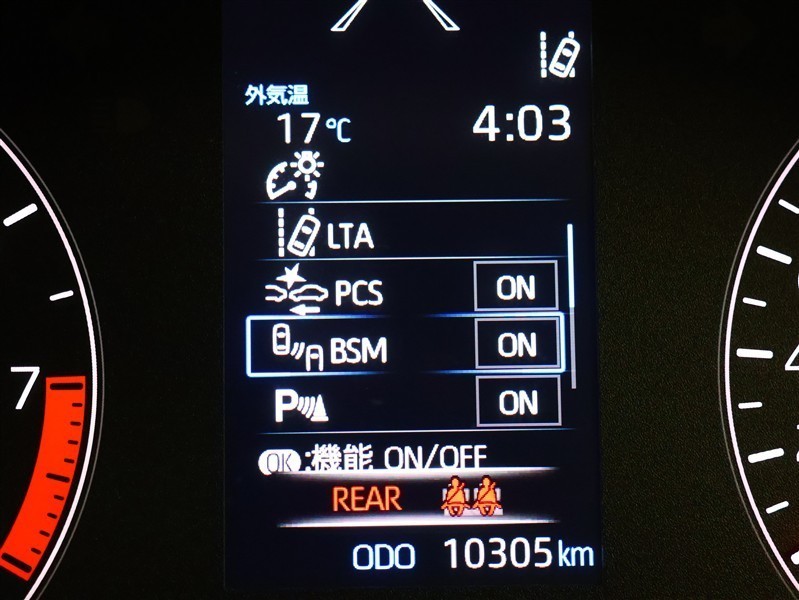 外気温
17℃ 4:03
LTA
PCS ON
BSM ON
P ON
OK :機能 ON/OFF
REAR
ODO 10305km
7